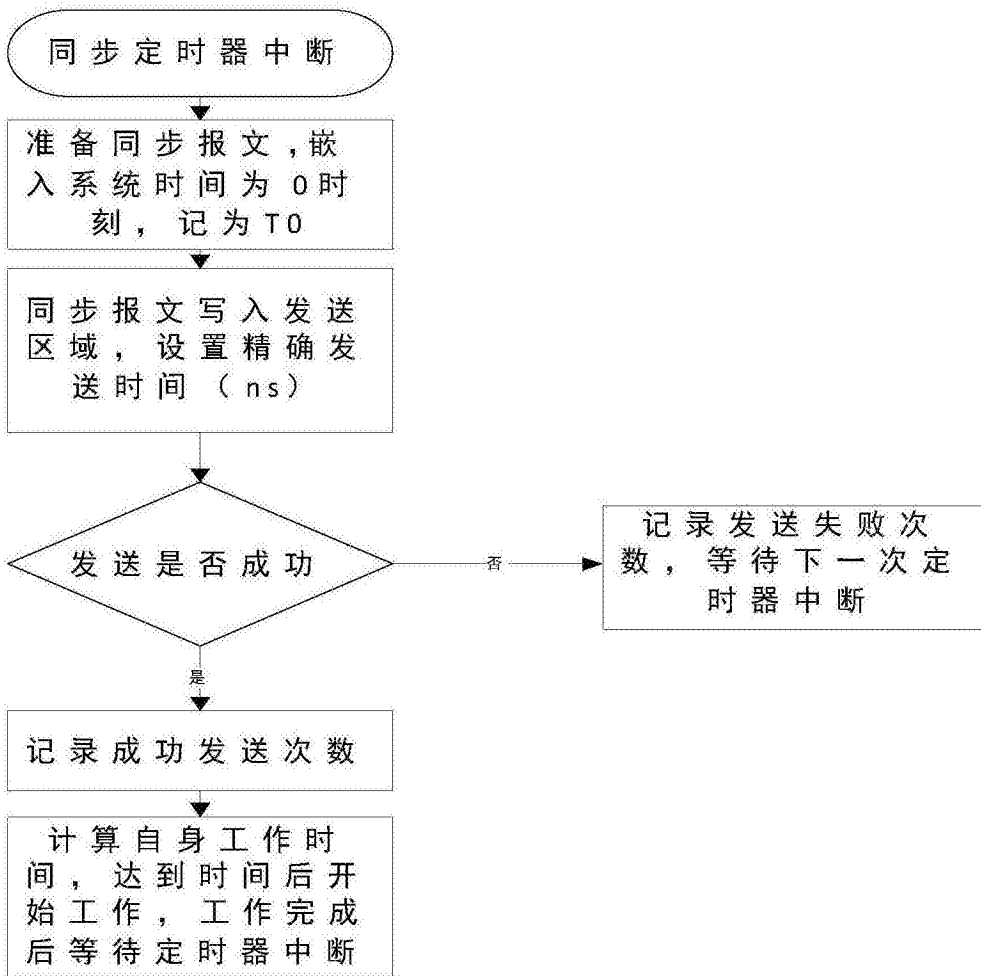 同步定时器中断
准备同步报文,嵌
入系统时间为0时
刻，记为T0
同步报文写入发送
区域，设置精确发
送时间（ns）
发送是否成功
否
记录发送失败次
数，等待下一次定
时器中断
是
记录成功发送次数
计算自身工作时
间，达到时间后开
始工作，工作完成
后等待定时器中断